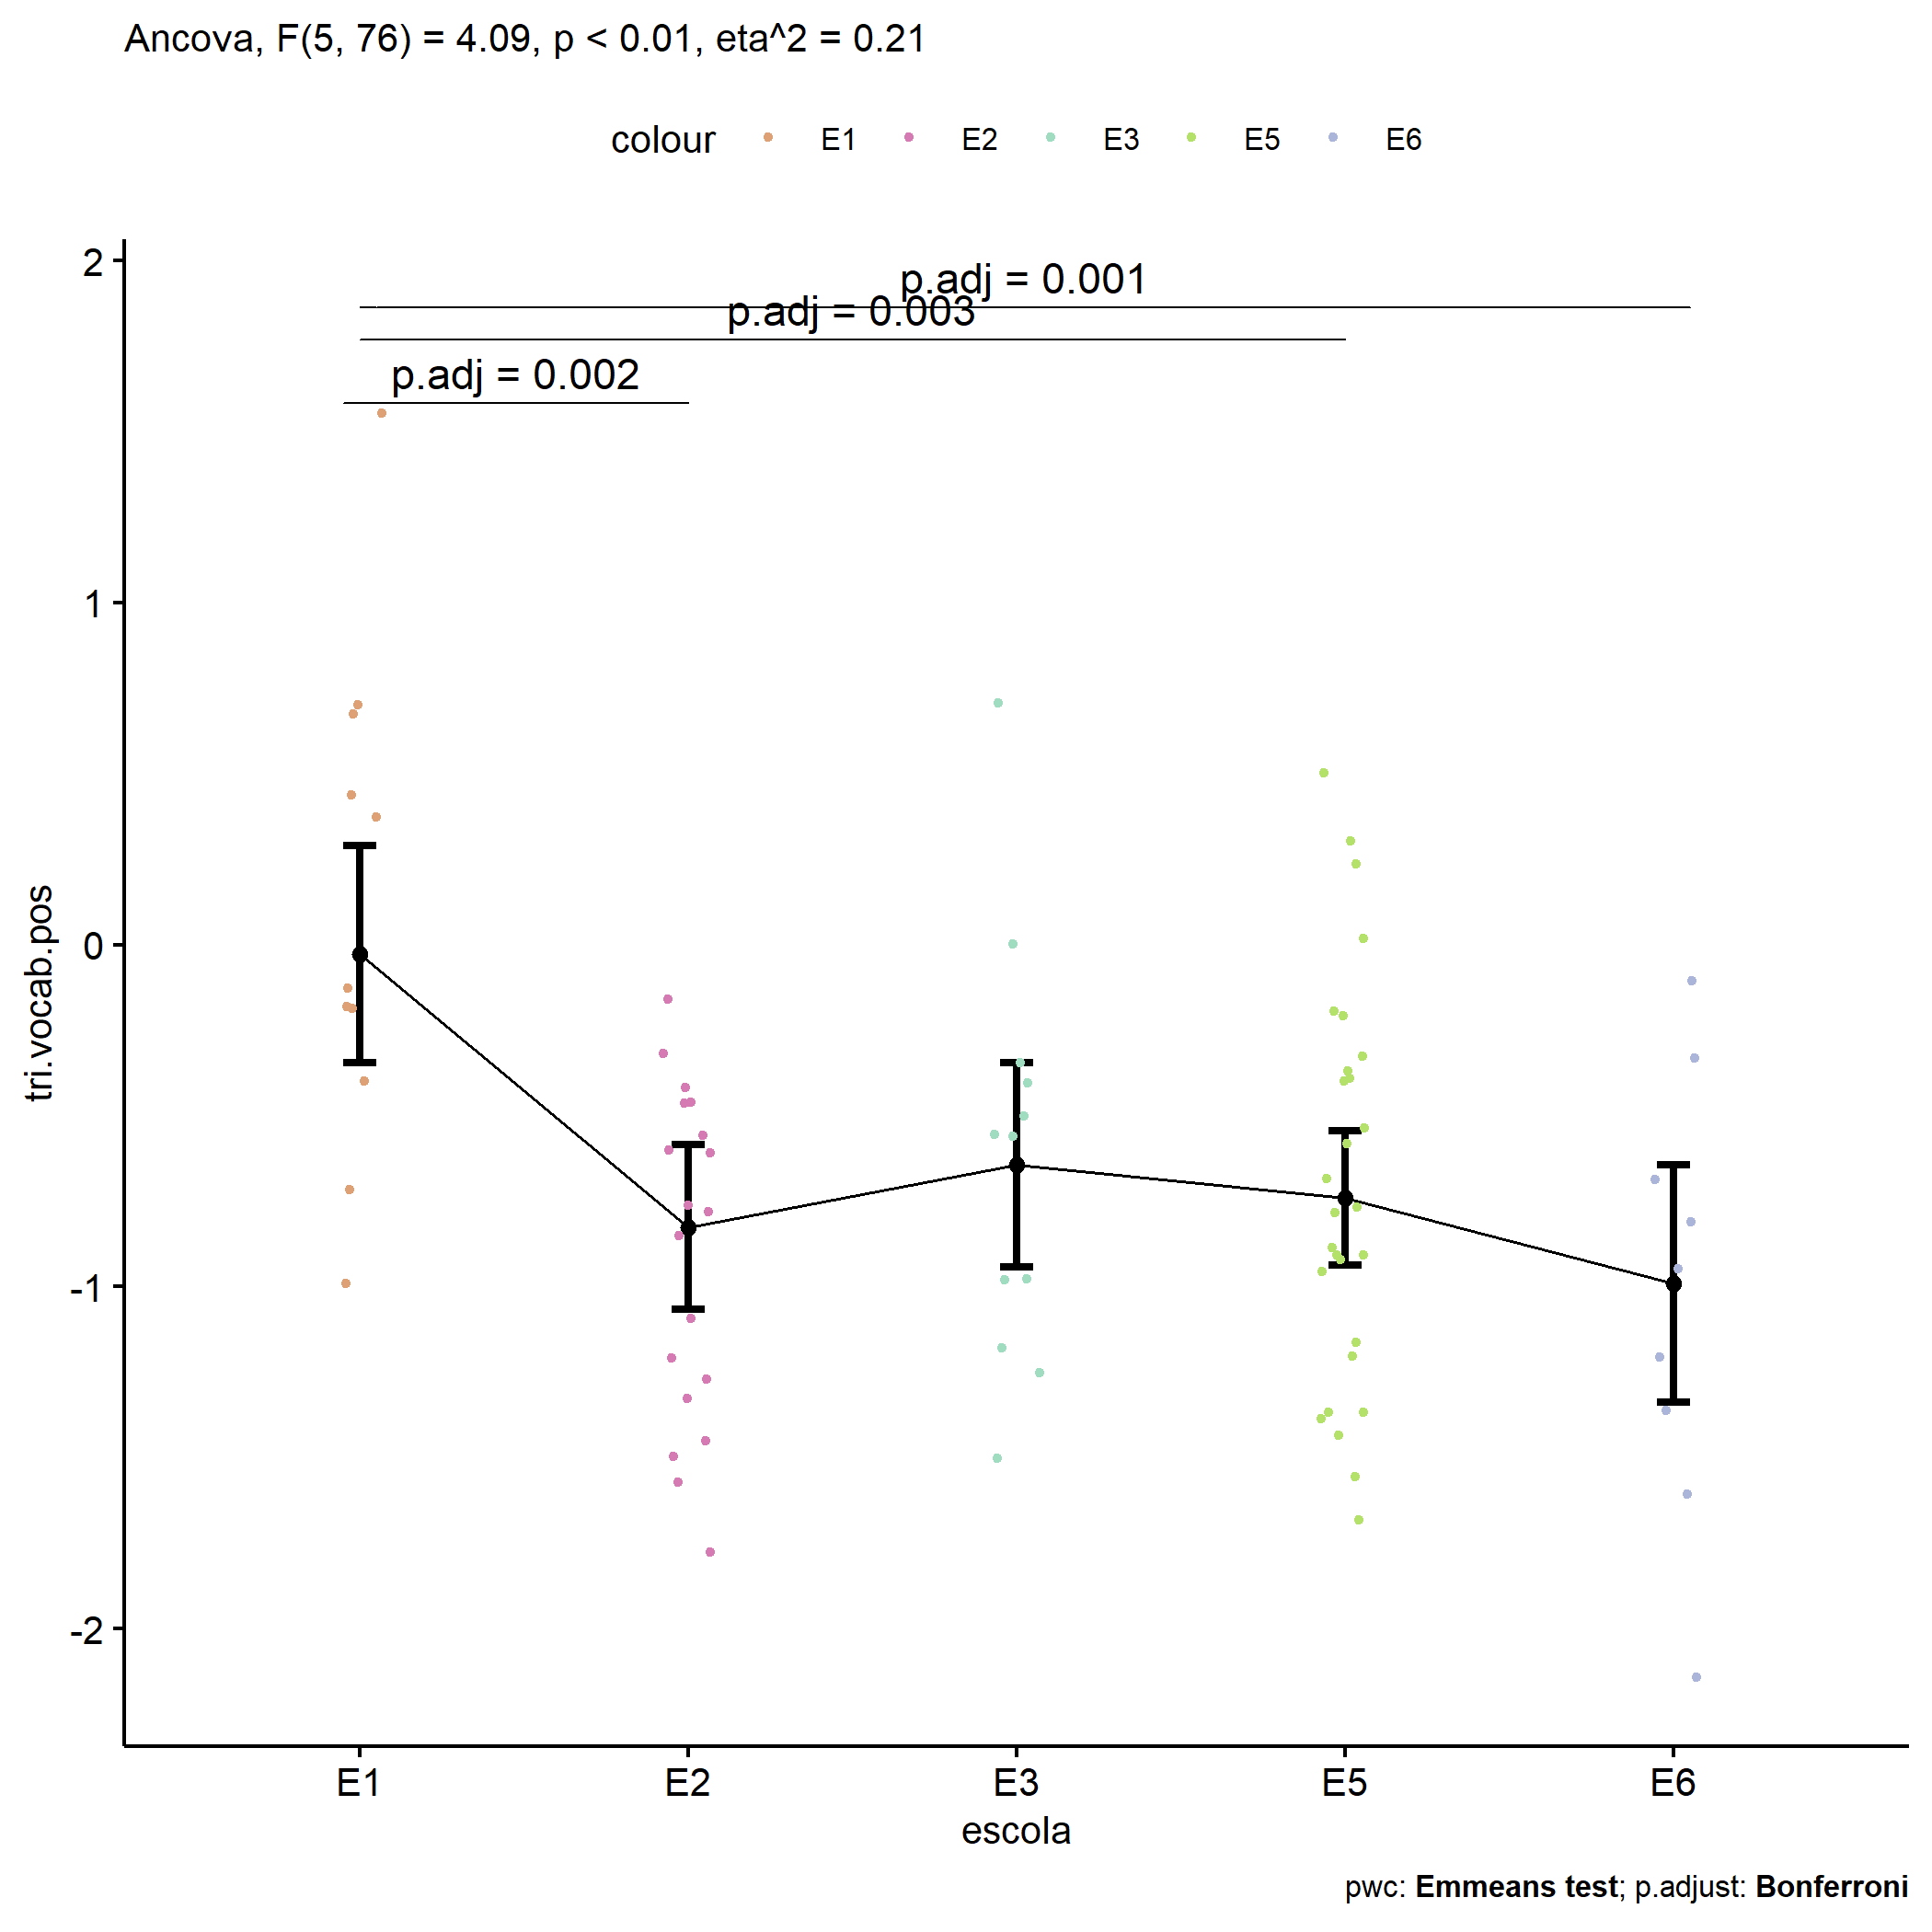 Ancova, F(5, 76) = 4.09, p < 0.01, eta^2 = 0.21
colour E1 E2 E3 E5 E6
p.adj = 0.001
p.adj = 0.003
p.adj = 0.002
2
1
0
-1
-2
tri.vocab.pos
E1 E2 E3 E5 E6
escola
pwc: Emmeans test; p.adjust: Bonferroni